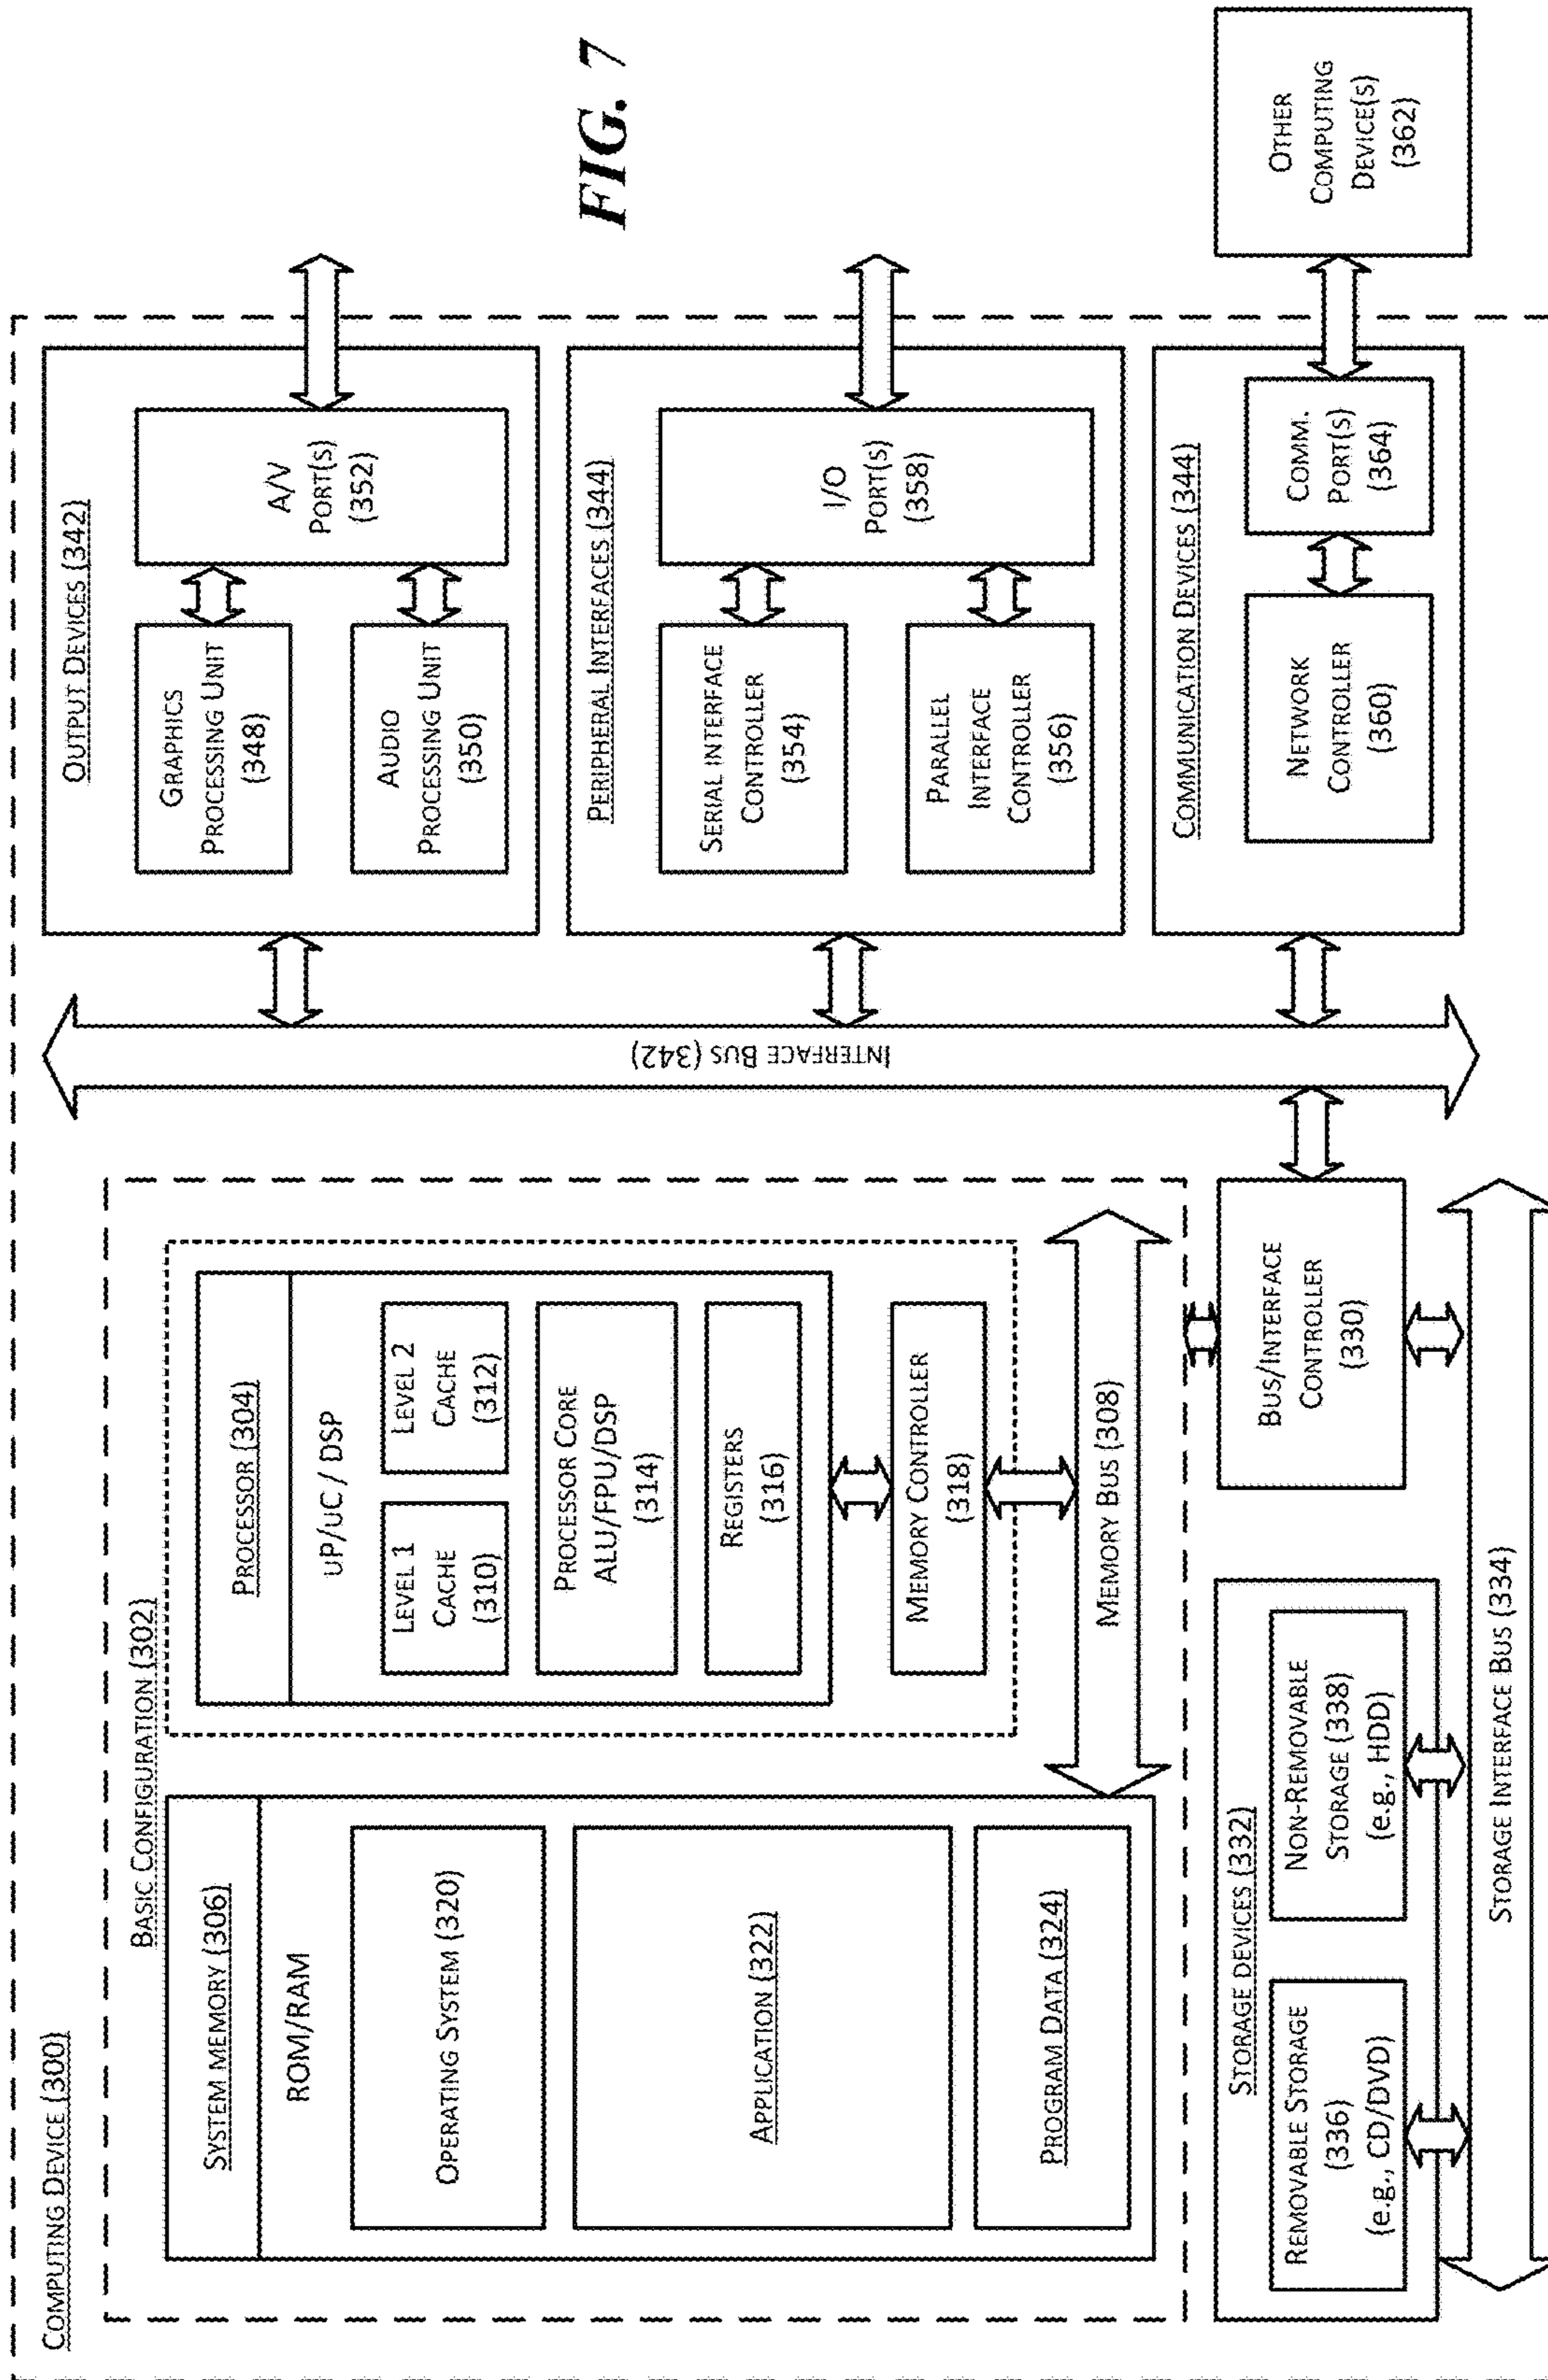 COMPUTING DEVICE (300)
BASIC CONFIGURATION (302)
SYSTEM MEMORY (306)
ROM/RAM
OPERATING SYSTEM (320)
APPLICATION (322)
PROGRAM DATA (324)
PROCESSOR (304)
uP/uC / DSP
LEVEL 1
CACHE
(310)
LEVEL 2
CACHE
(312)
PROCESSOR CORE
ALU/FPU/DSP
(314)
REGISTERS
(316)
MEMORY CONTROLLER
(318)
MEMORY BUS (308)
STORAGE DEVICES (332)
REMOVABLE STORAGE
(336)
(e.g., CD/DVD)
NON-REMOVABLE
STORAGE (338)
(e.g., HDD)
BUS/INTERFACE
CONTROLLER
(330)
STORAGE INTERFACE BUS (334)
INTERFACE BUS (342)
OUTPUT DEVICES (342)
GRAPHICS
PROCESSING UNIT
(348)
AUDIO
PROCESSING UNIT
(350)
A/V
PORT(S)
(352)
PERIPHERAL INTERFACES (344)
SERIAL INTERFACE
CONTROLLER
(354)
PARALLEL
INTERFACE
CONTROLLER
(356)
I/O
PORT(S)
(358)
COMMUNICATION DEVICES (344)
NETWORK
CONTROLLER
(360)
COMM.
PORT(S)
(364)
OTHER
COMPUTING
DEVICE(S)
(362)
FIG. 7